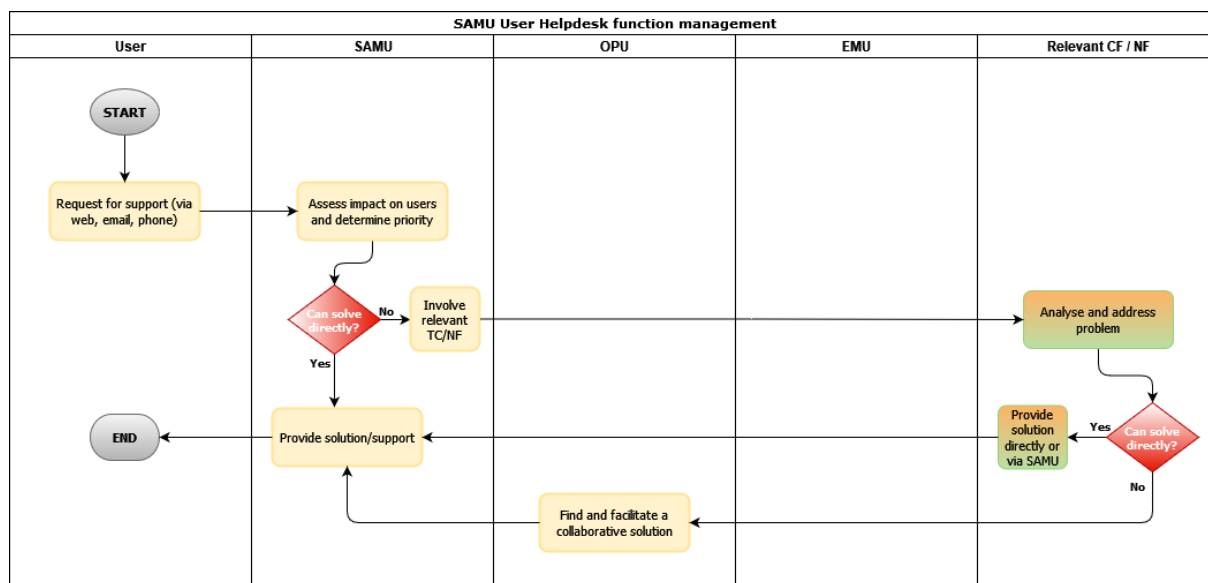 SAMU User Helpdesk function management
User
SAMU
OPU
EMU
Relevant CF / NF
START
Request for support (via
web, email, phone)
Assess impact on users
and determine priority
Can solve
directly?
No
Involve
relevant
TC/NF
Analyse and address
problem
Yes
END
Provide solution/support
Provide
solution
directly or
via SAMU
Yes
Can solve
directly?
No
Find and facilitate a
collaborative solution